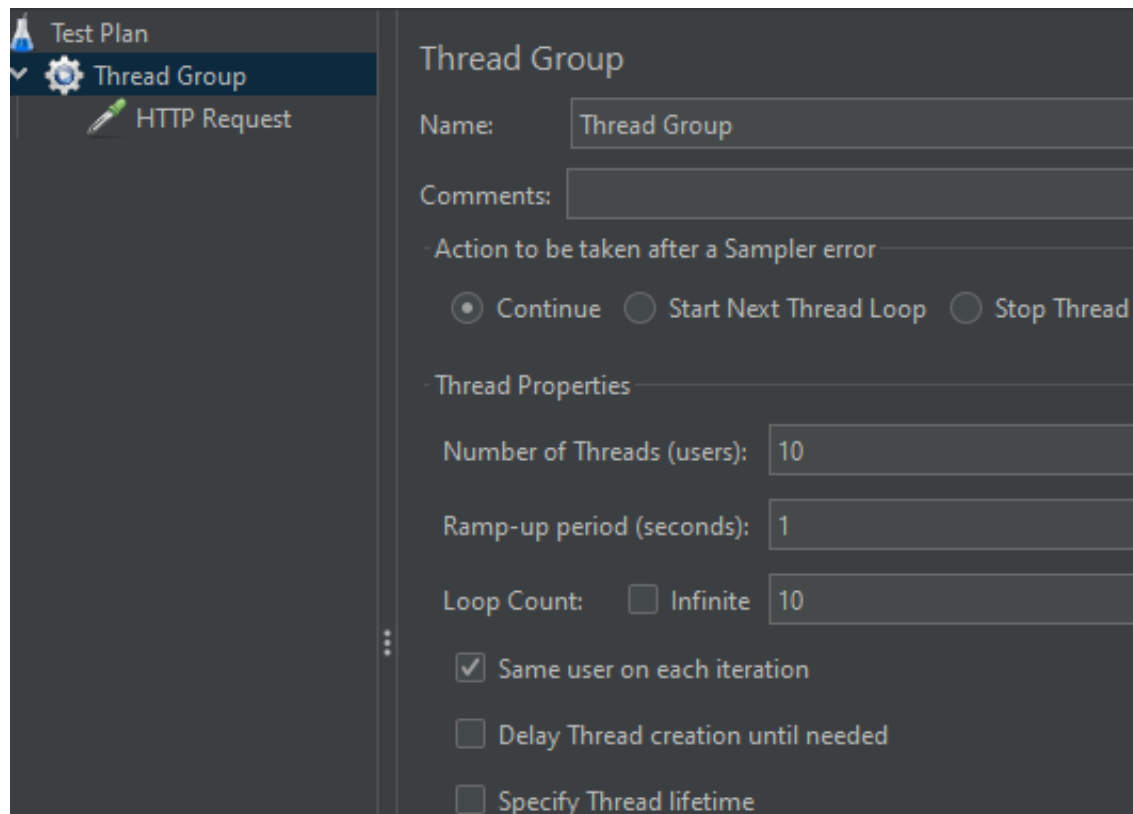 Test Plan
Thread Group
HTTP Request
Thread Group
Name: Thread Group
Comments:
Action to be taken after a Sampler error
Continue Start Next Thread Loop Stop Thread
Thread Properties
Number of Threads (users): 10
Ramp-up period (seconds): 1
Loop Count: Infinite 10
Same user on each iteration
Delay Thread creation until needed
Specify Thread lifetime